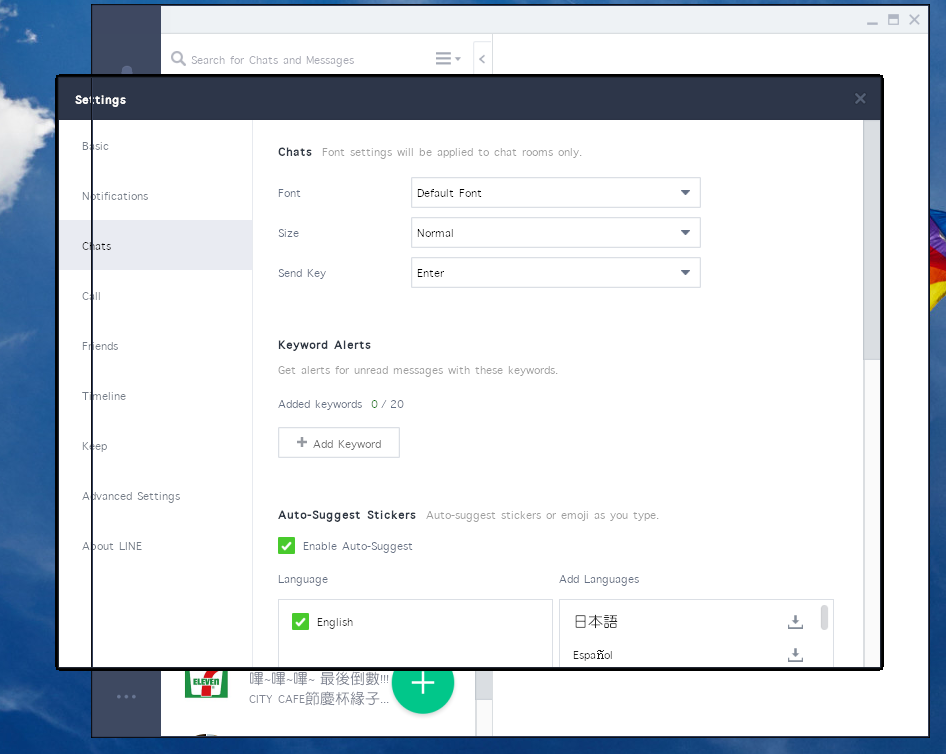 Search for Chats and Messages
Settings
Basic
Notifications
Chats
Call
Friends
Timeline
Keep
Advanced Settings
About LINE
Chats Font settings will be applied to chat rooms only.
Font Default Font
Size Normal
Send Key Enter
Keyword Alerts
Get alerts for unread messages with these keywords.
Added keywords 0 / 20
Add Keyword
Auto-Suggest Stickers Auto-suggest stickers or emoji as you type.
Enable Auto-Suggest
Language
English
Add Languages
日本語
Español
ELEVEN
嗶~嗶~嗶~ 最後倒數!!!
CITY CAFE節慶杯緣子...